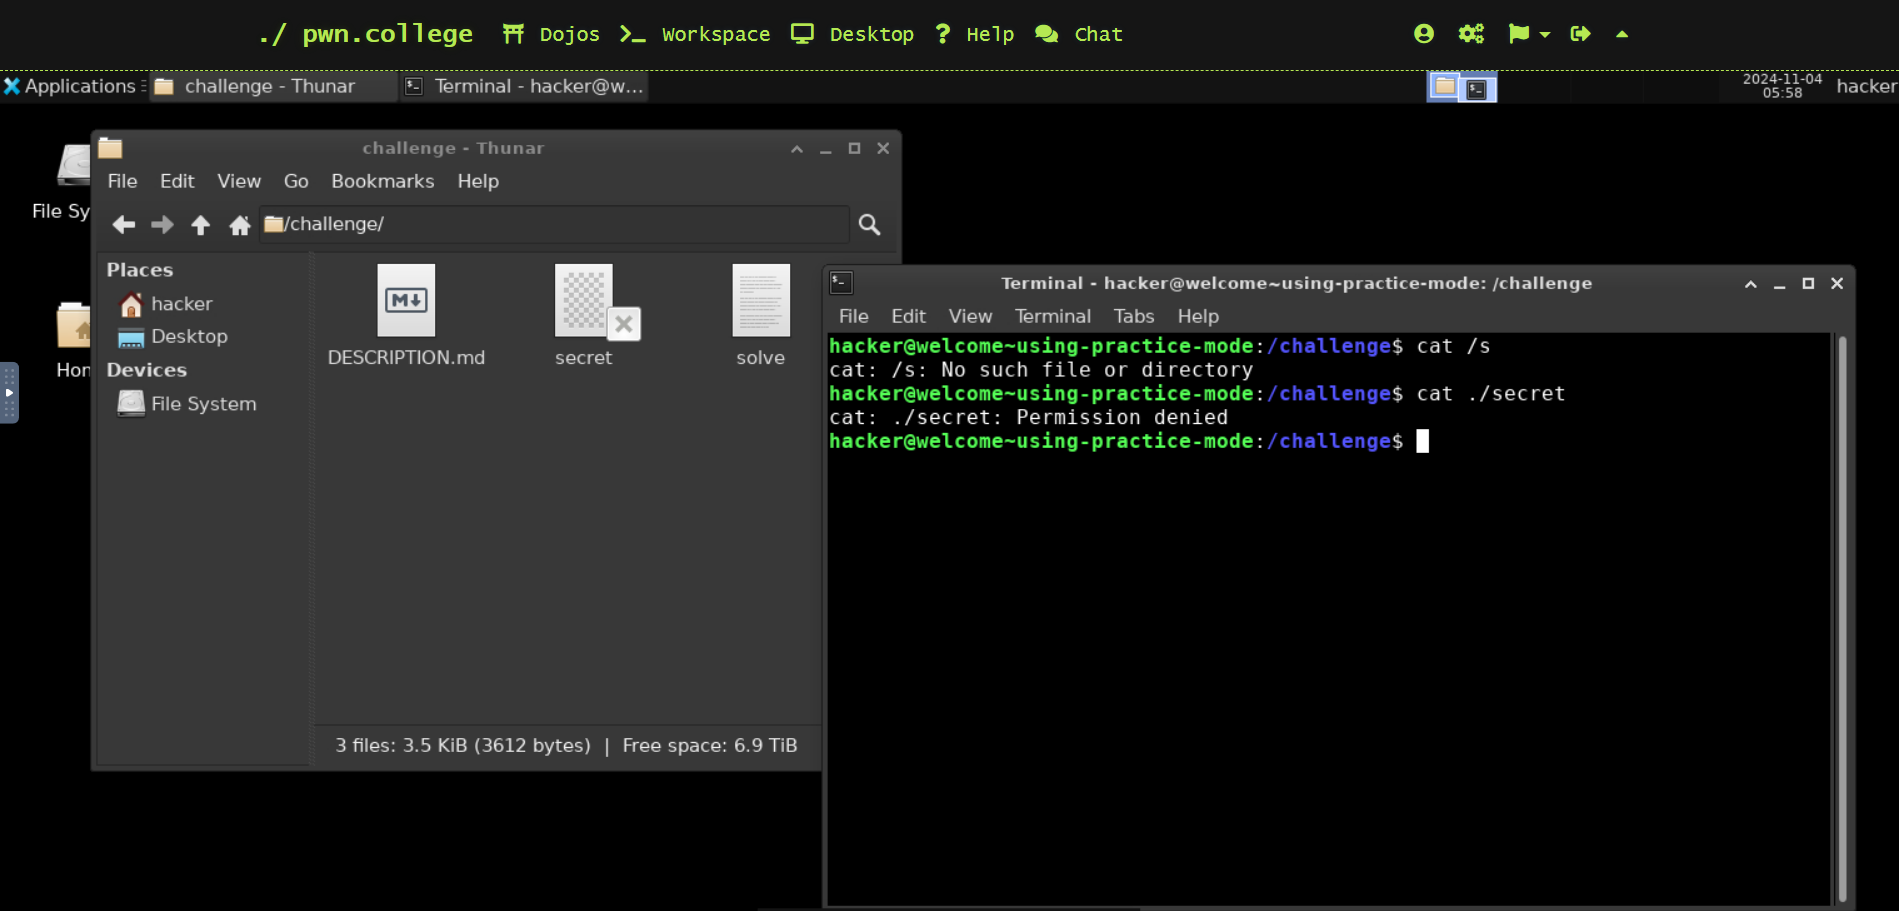 ./ pwn.college Dojos Workspace Desktop Help Chat
Applications challenge - Thunar Terminal - hacker@w... 2024-11-04 05:58 hacker
File Sy
Hon
challenge - Thunar
File Edit View Go Bookmarks Help
/challenge/
Places
hacker
Desktop
Devices
File System
DESCRIPTION.md secret solve
3 files: 3.5 KiB (3612 bytes) | Free space: 6.9 TiB
Terminal - hacker@welcome~using-practice-mode: /challenge
File Edit View Terminal Tabs Help
hacker@welcome~using-practice-mode:/challenge$ cat /s
cat: /s: No such file or directory
hacker@welcome~using-practice-mode:/challenge$ cat ./secret
cat: ./secret: Permission denied
hacker@welcome~using-practice-mode:/challenge$